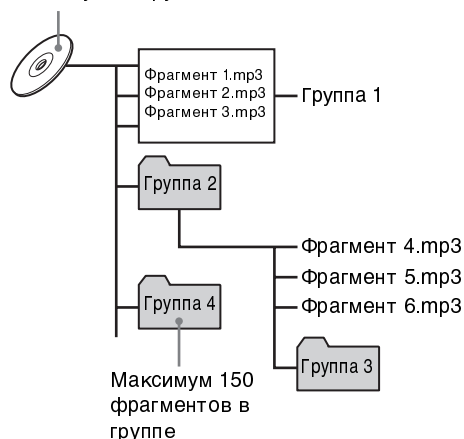 Фрагмент 1.mp3
Фрагмент 2.mp3
Фрагмент 3.mp3
Группа 1
Группа 2
Фрагмент 4.mp3
Фрагмент 5.mp3
Фрагмент 6.mp3
Группа 4
Группа 3
Максимум 150
фрагментов в
группе